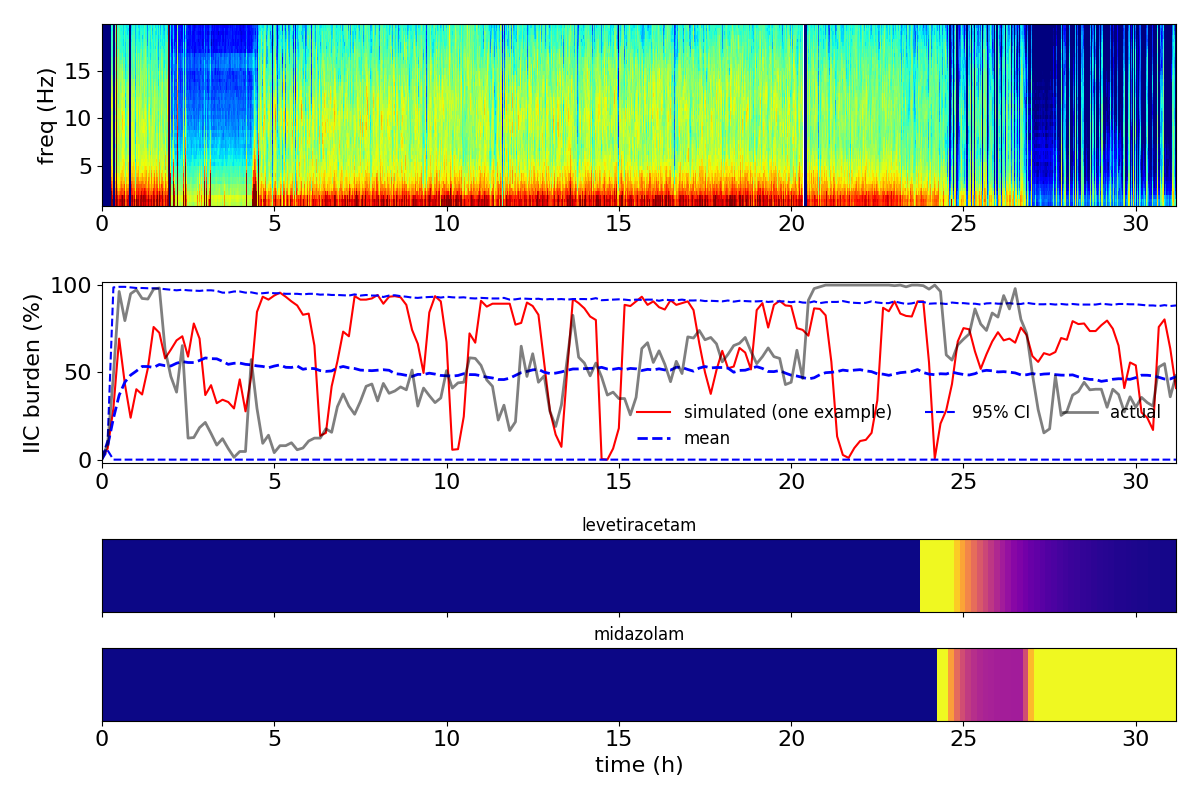 freq (Hz)
15
10
5
0 5 10 15 20 25 30
IIC burden (%)
100
50
0
simulated (one example)
mean
95% CI
actual
0 5 10 15 20 25 30
levetiracetam
midazolam
0 5 10 15 20 25 30
time (h)